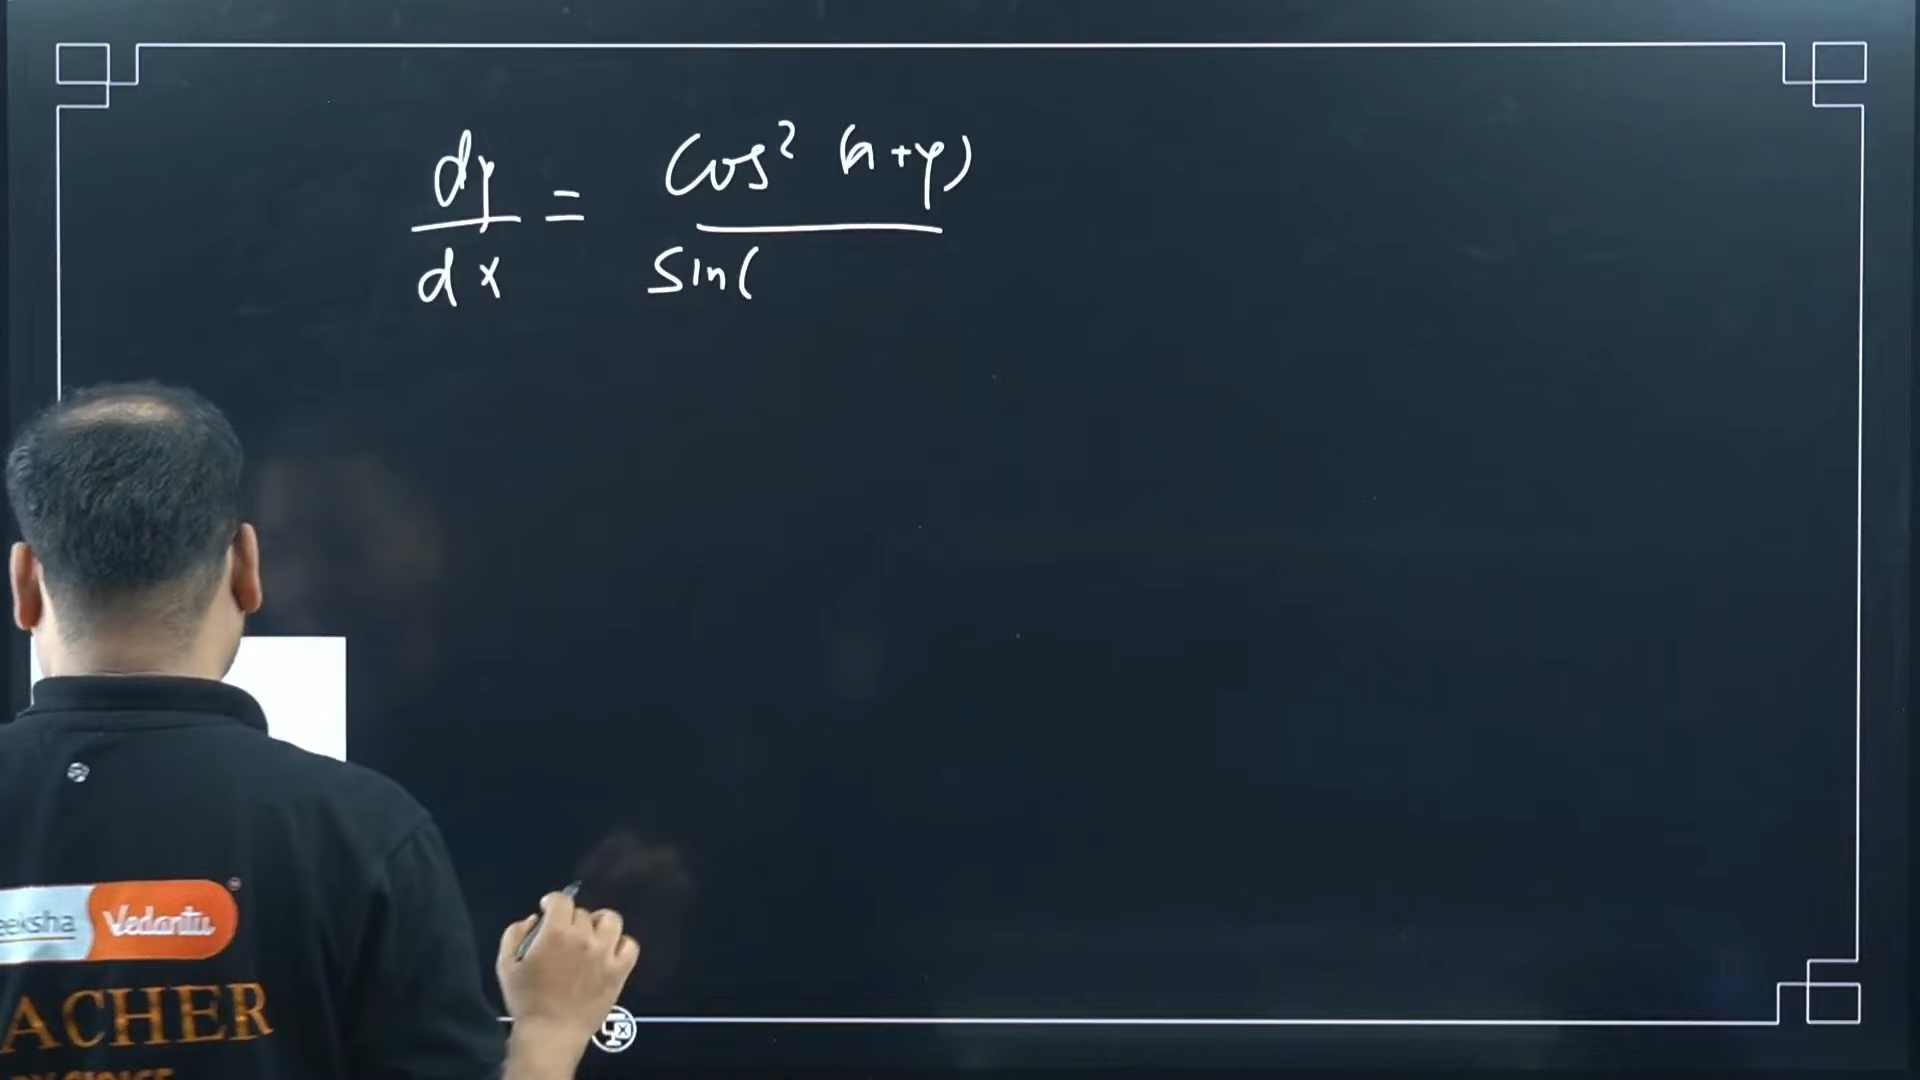 dy/dx = Cos² (a+y)/Sin(
eeksha Vedantu
ACHER